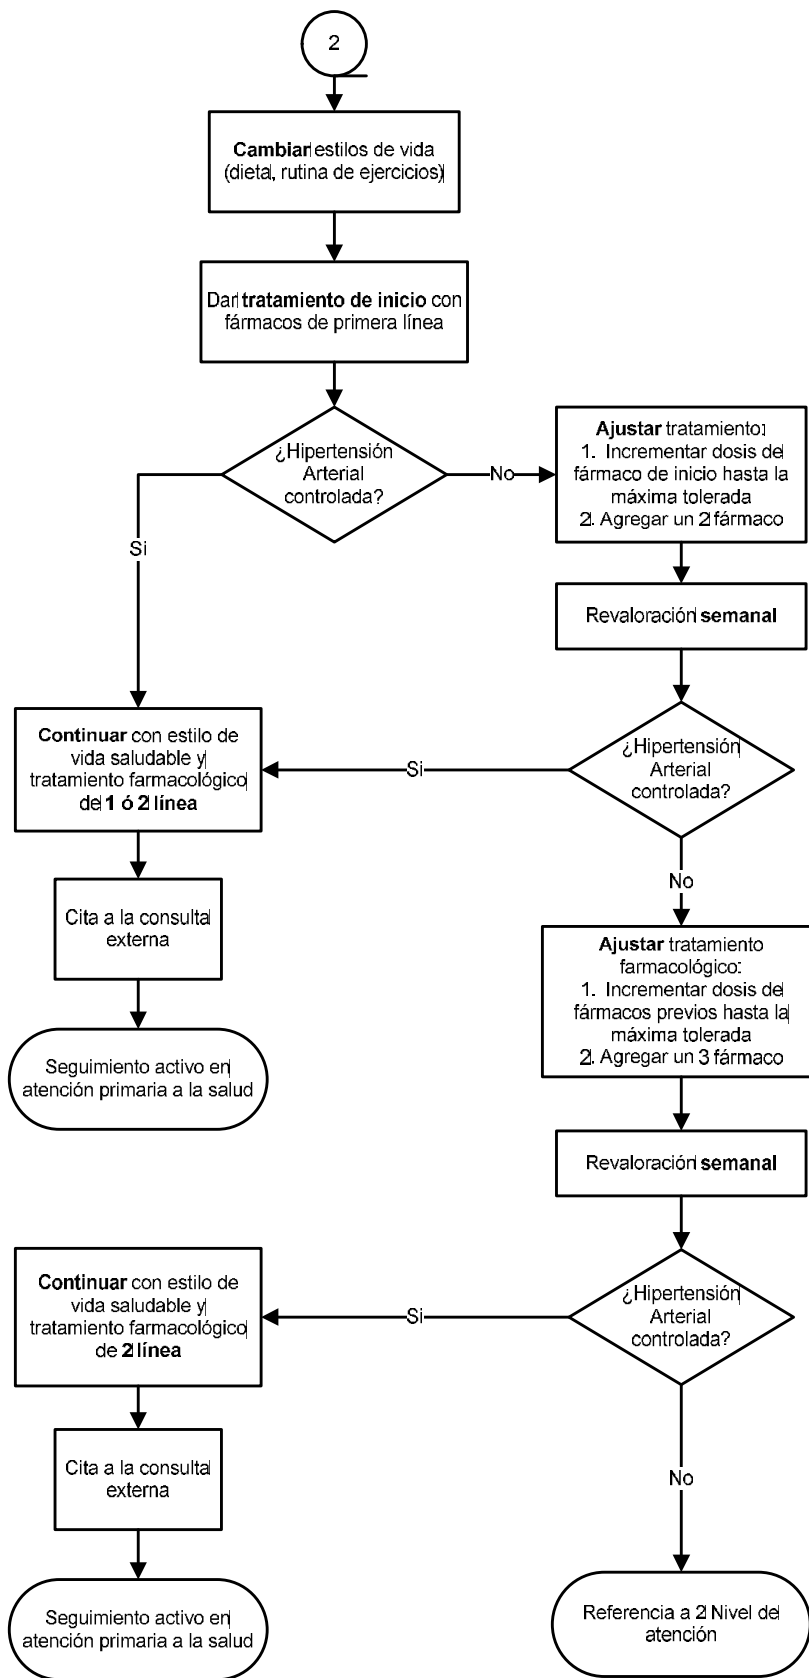 2
Cambiar estilos de vida
(dieta, rutina de ejercicios)
Dar tratamiento de inicio con
fármacos de primera línea
¿Hipertensión
Arterial
controlada?
No
Si
Ajustar tratamiento:
1. Incrementar dosis de
fármaco de inicio hasta la
máxima tolerada
2. Agregar un 2 fármaco
Revaloración semanal
¿Hipertensión
Arterial
controlada?
Si
Continuar con estilo de
vida saludable y
tratamiento farmacológico
de 1 ó 2 línea
No
Cita a la consulta
externa
Seguimiento activo en
atención primaria a la salud
Ajustar tratamiento
farmacológico:
1. Incrementar dosis de
fármacos previos hasta la
máxima tolerada
2. Agregar un 3 fármaco
Revaloración semanal
¿Hipertensión
Arterial
controlada?
Si
Continuar con estilo de
vida saludable y
tratamiento farmacológico
de 2 línea
Cita a la consulta
externa
No
Seguimiento activo en
atención primaria a la salud
Referencia a 2 Nivel de
atención